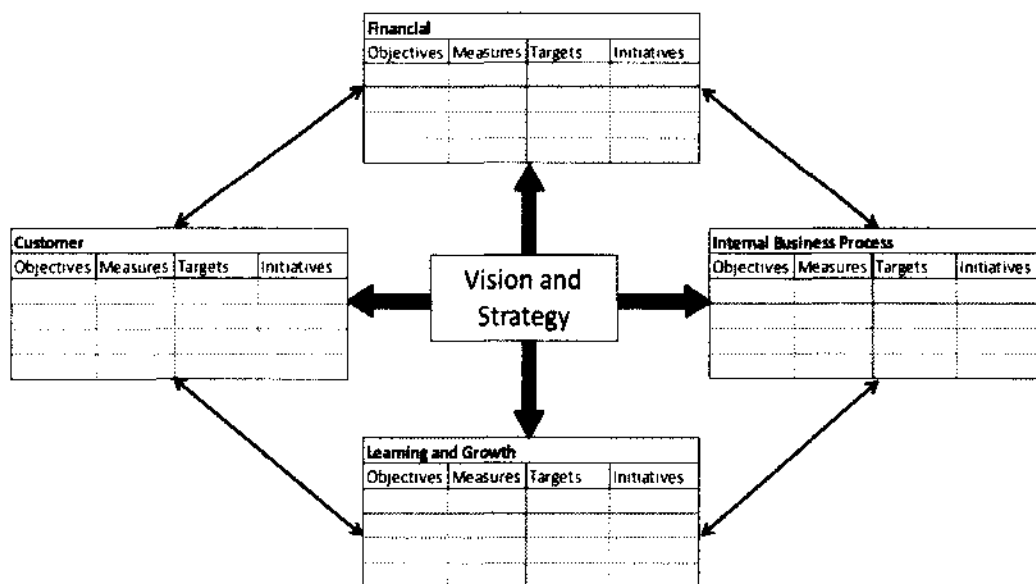 Financial
Objectives Measures Targets Initiatives
Customer
Objectives Measures Targets Initiatives
Vision and
Strategy
Internal Business Process
Objectives Measures Targets Initiatives
Learning and Growth
Objectives Measures Targets Initiatives